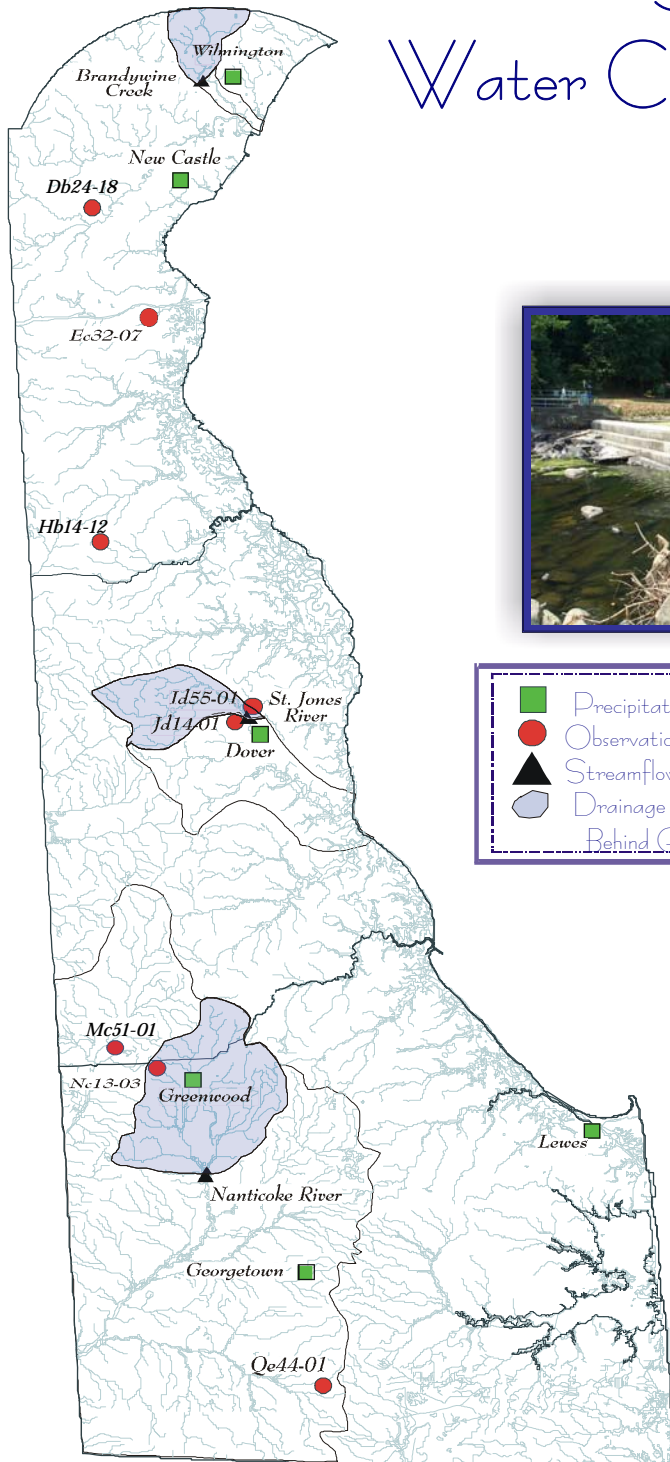 Water C
Wilmington
Brandywine
Creek
New Castle
Db24-18
Ec32-07
Hb14-12
Id55-01
St. Jones
River
Jd14-01
Dover
Precipitat
Observatio
Streamflow
Drainage
Behind G
Mc51-01
Nc13-03
Greenwood
Lewes
Nanticoke River
Georgetown
Qe44-01